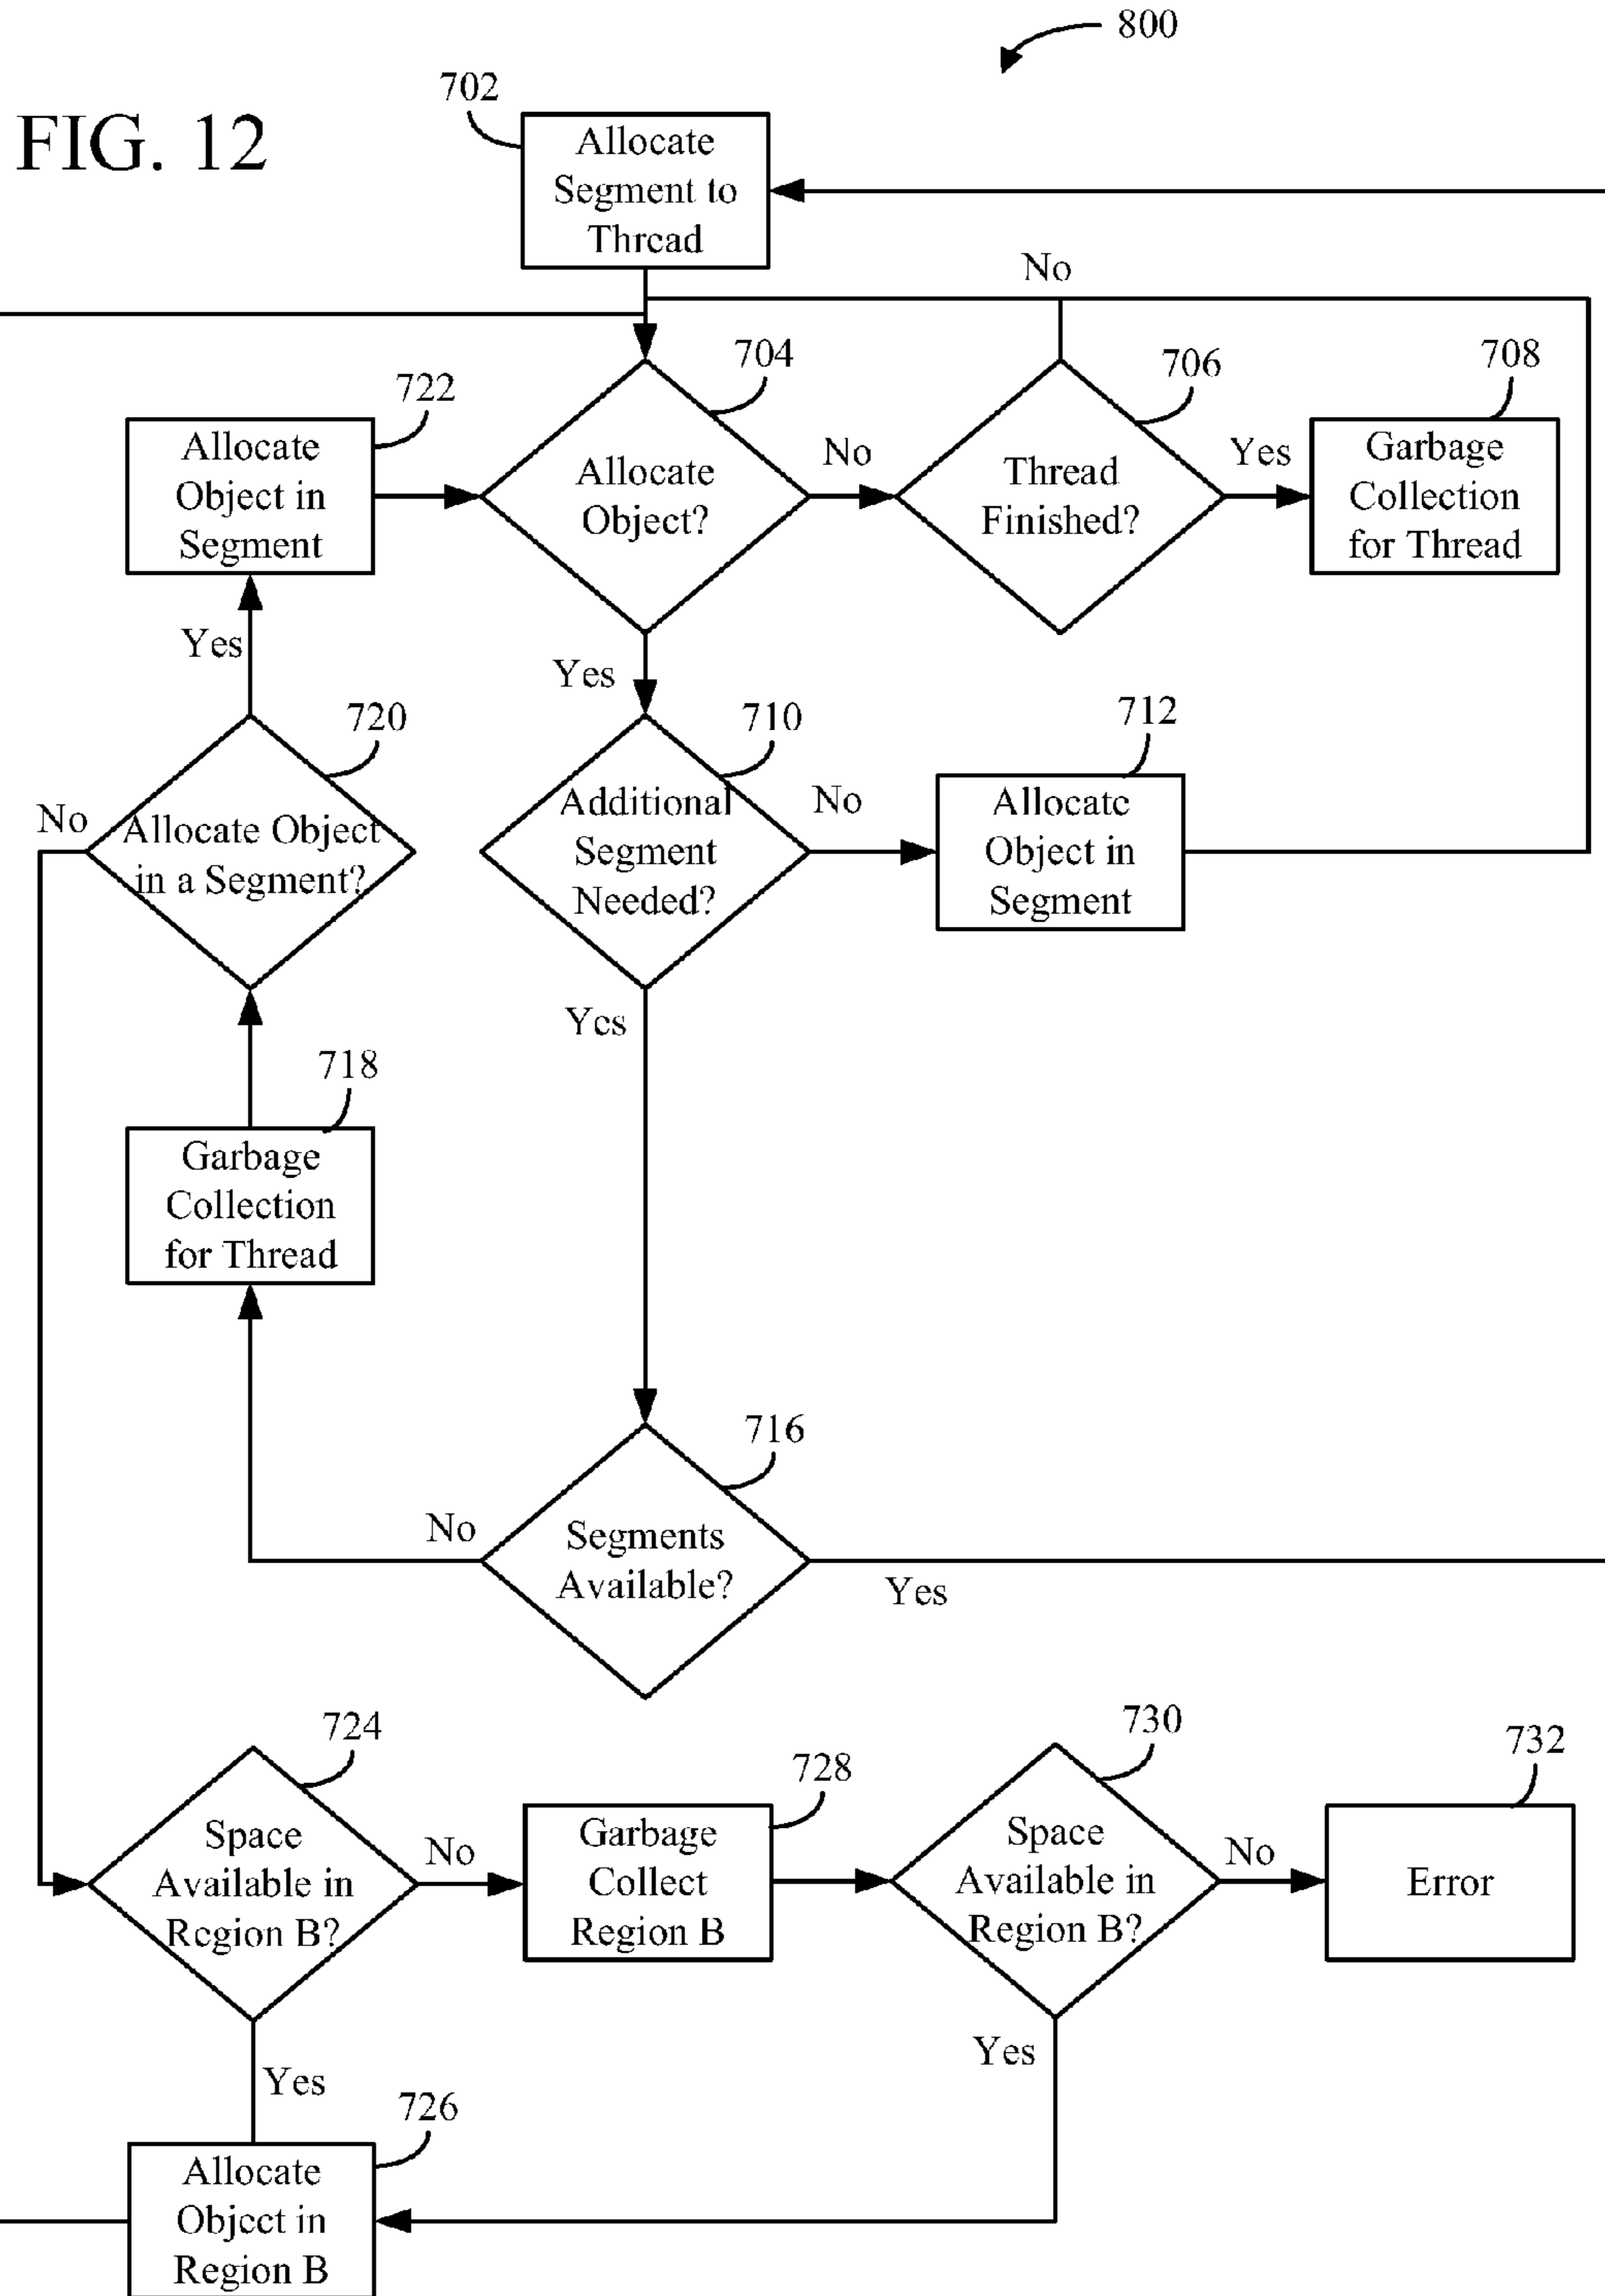 800
FIG. 12
702
Allocate
Segment to
Thread
No
704
706
708
722
Allocate
Object in
Segment
Allocate
Object?
No
Thread
Finished?
Yes
Garbage
Collection
for Thread
Yes
Yes
720
710
712
No
Allocate Object
in a Segment?
Additional
Segment
Needed?
No
Allocate
Object in
Segment
Yes
718
Garbage
Collection
for Thread
716
No
Segments
Available?
Yes
724
728
730
732
Space
Available in
Region B?
No
Garbage
Collect
Region B
Space
Available in
Region B?
No
Error
Yes
Yes
726
Allocate
Object in
Region B